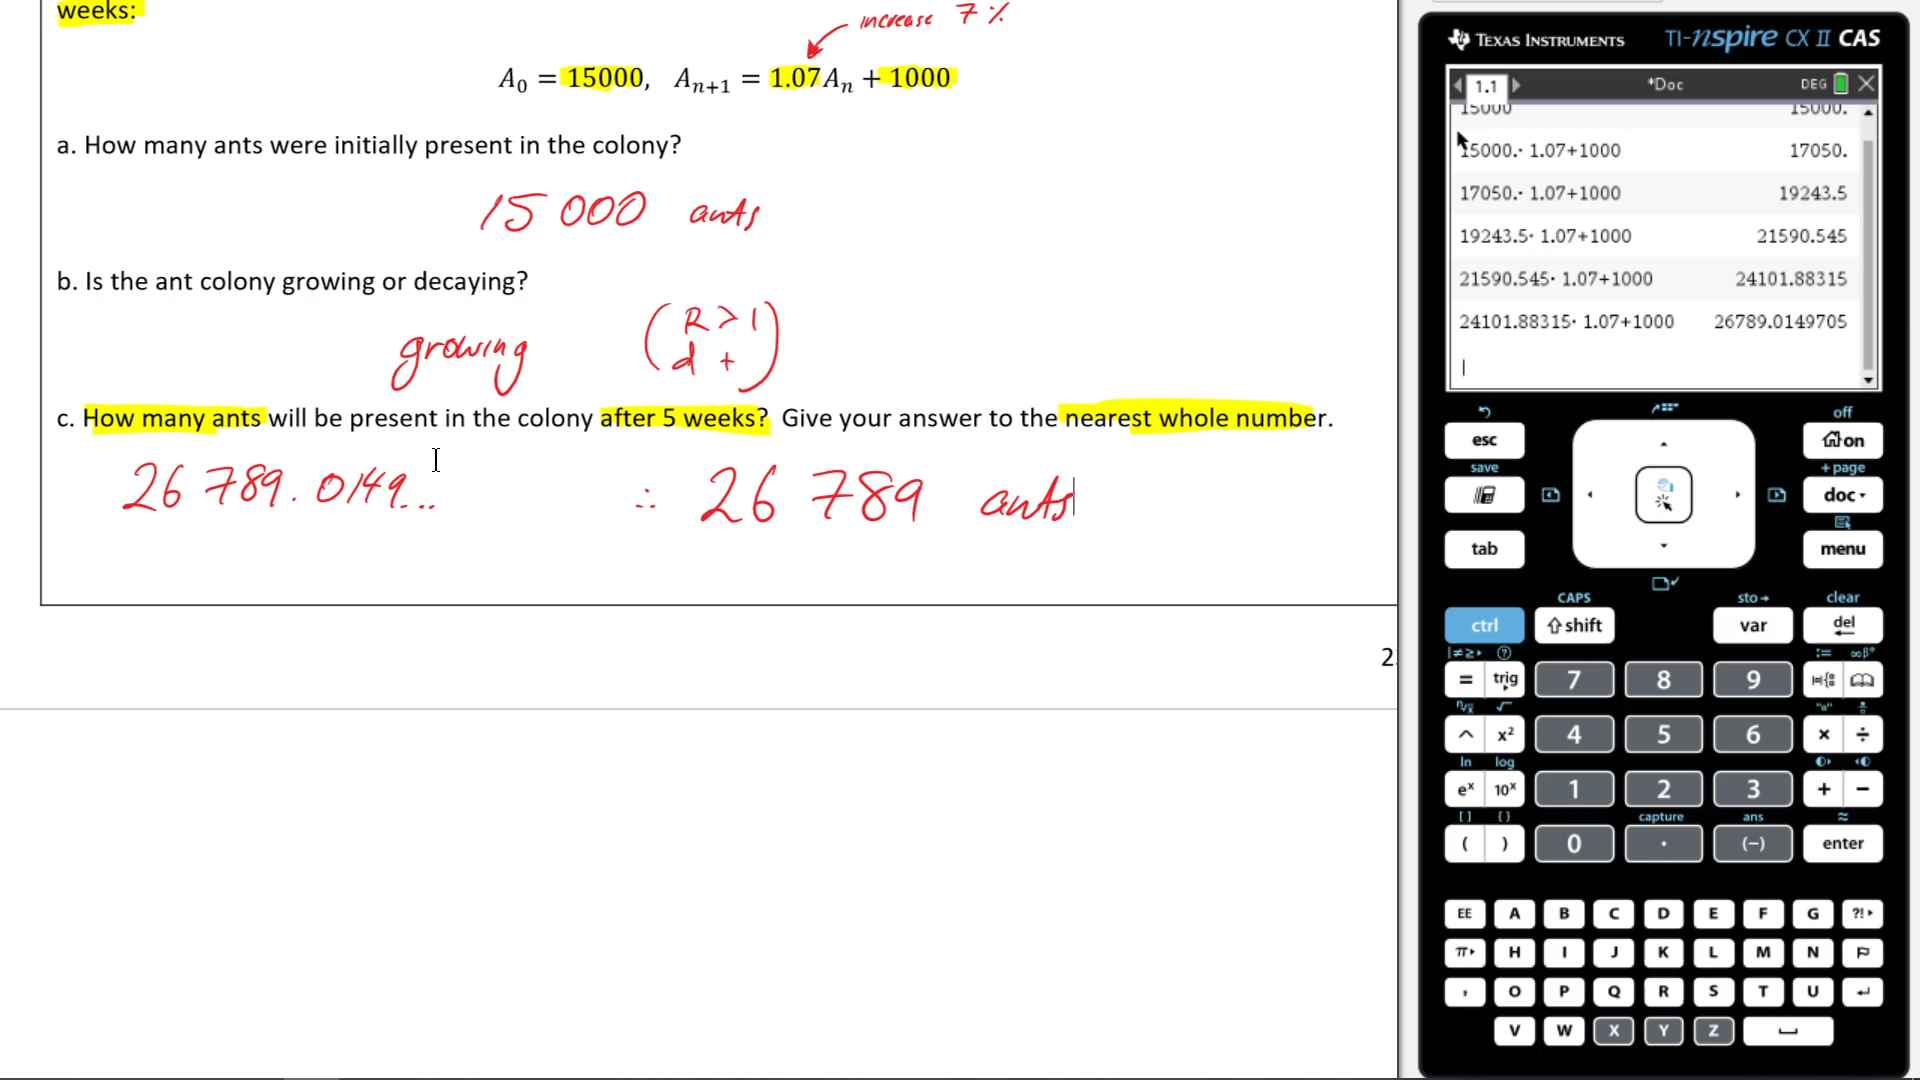 weeks:
increase 7 %
A₀ = 15000, Aₙ₊₁ = 1.07Aₙ + 1000
a. How many ants were initially present in the colony?
15 000 ants
b. Is the ant colony growing or decaying?
growing (R > 1
d +)
c. How many ants will be present in the colony after 5 weeks? Give your answer to the nearest whole number.
26 789.0149... ∴ 26 789 ants
TEXAS INSTRUMENTS TI-nspire CX II CAS
1.1 *Doc DEG
15000 15000.
15000.· 1.07+1000 17050.
17050.· 1.07+1000 19243.5
19243.5· 1.07+1000 21590.545
21590.545· 1.07+1000 24101.88315
24101.88315· 1.07+1000 26789.0149705
off
esc on
save +page
doc
tab menu
CAPS sto→ clear
ctrl shift var del
|≠≥▸ ? := ∞β°
= trig 7 8 9
ⁿ√x √ "□"
^ x² 4 5 6 × ÷
ln log
eˣ 10ˣ 1 2 3 + −
[ ] { } capture ans ≈
( ) 0 . (−) enter
EE A B C D E F G ?!▸
π▸ H I J K L M N
, O P Q R S T U ↵
V W X Y Z